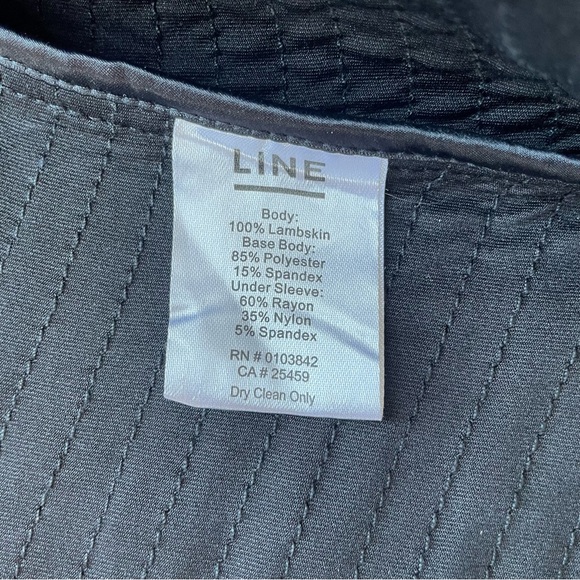 LINE
Body:
100% Lambskin
Base Body:
85% Polyester
15% Spandex
Under Sleeve:
60% Rayon
35% Nylon
5% Spandex
RN # 0103842
CA # 25459
Dry Clean Only